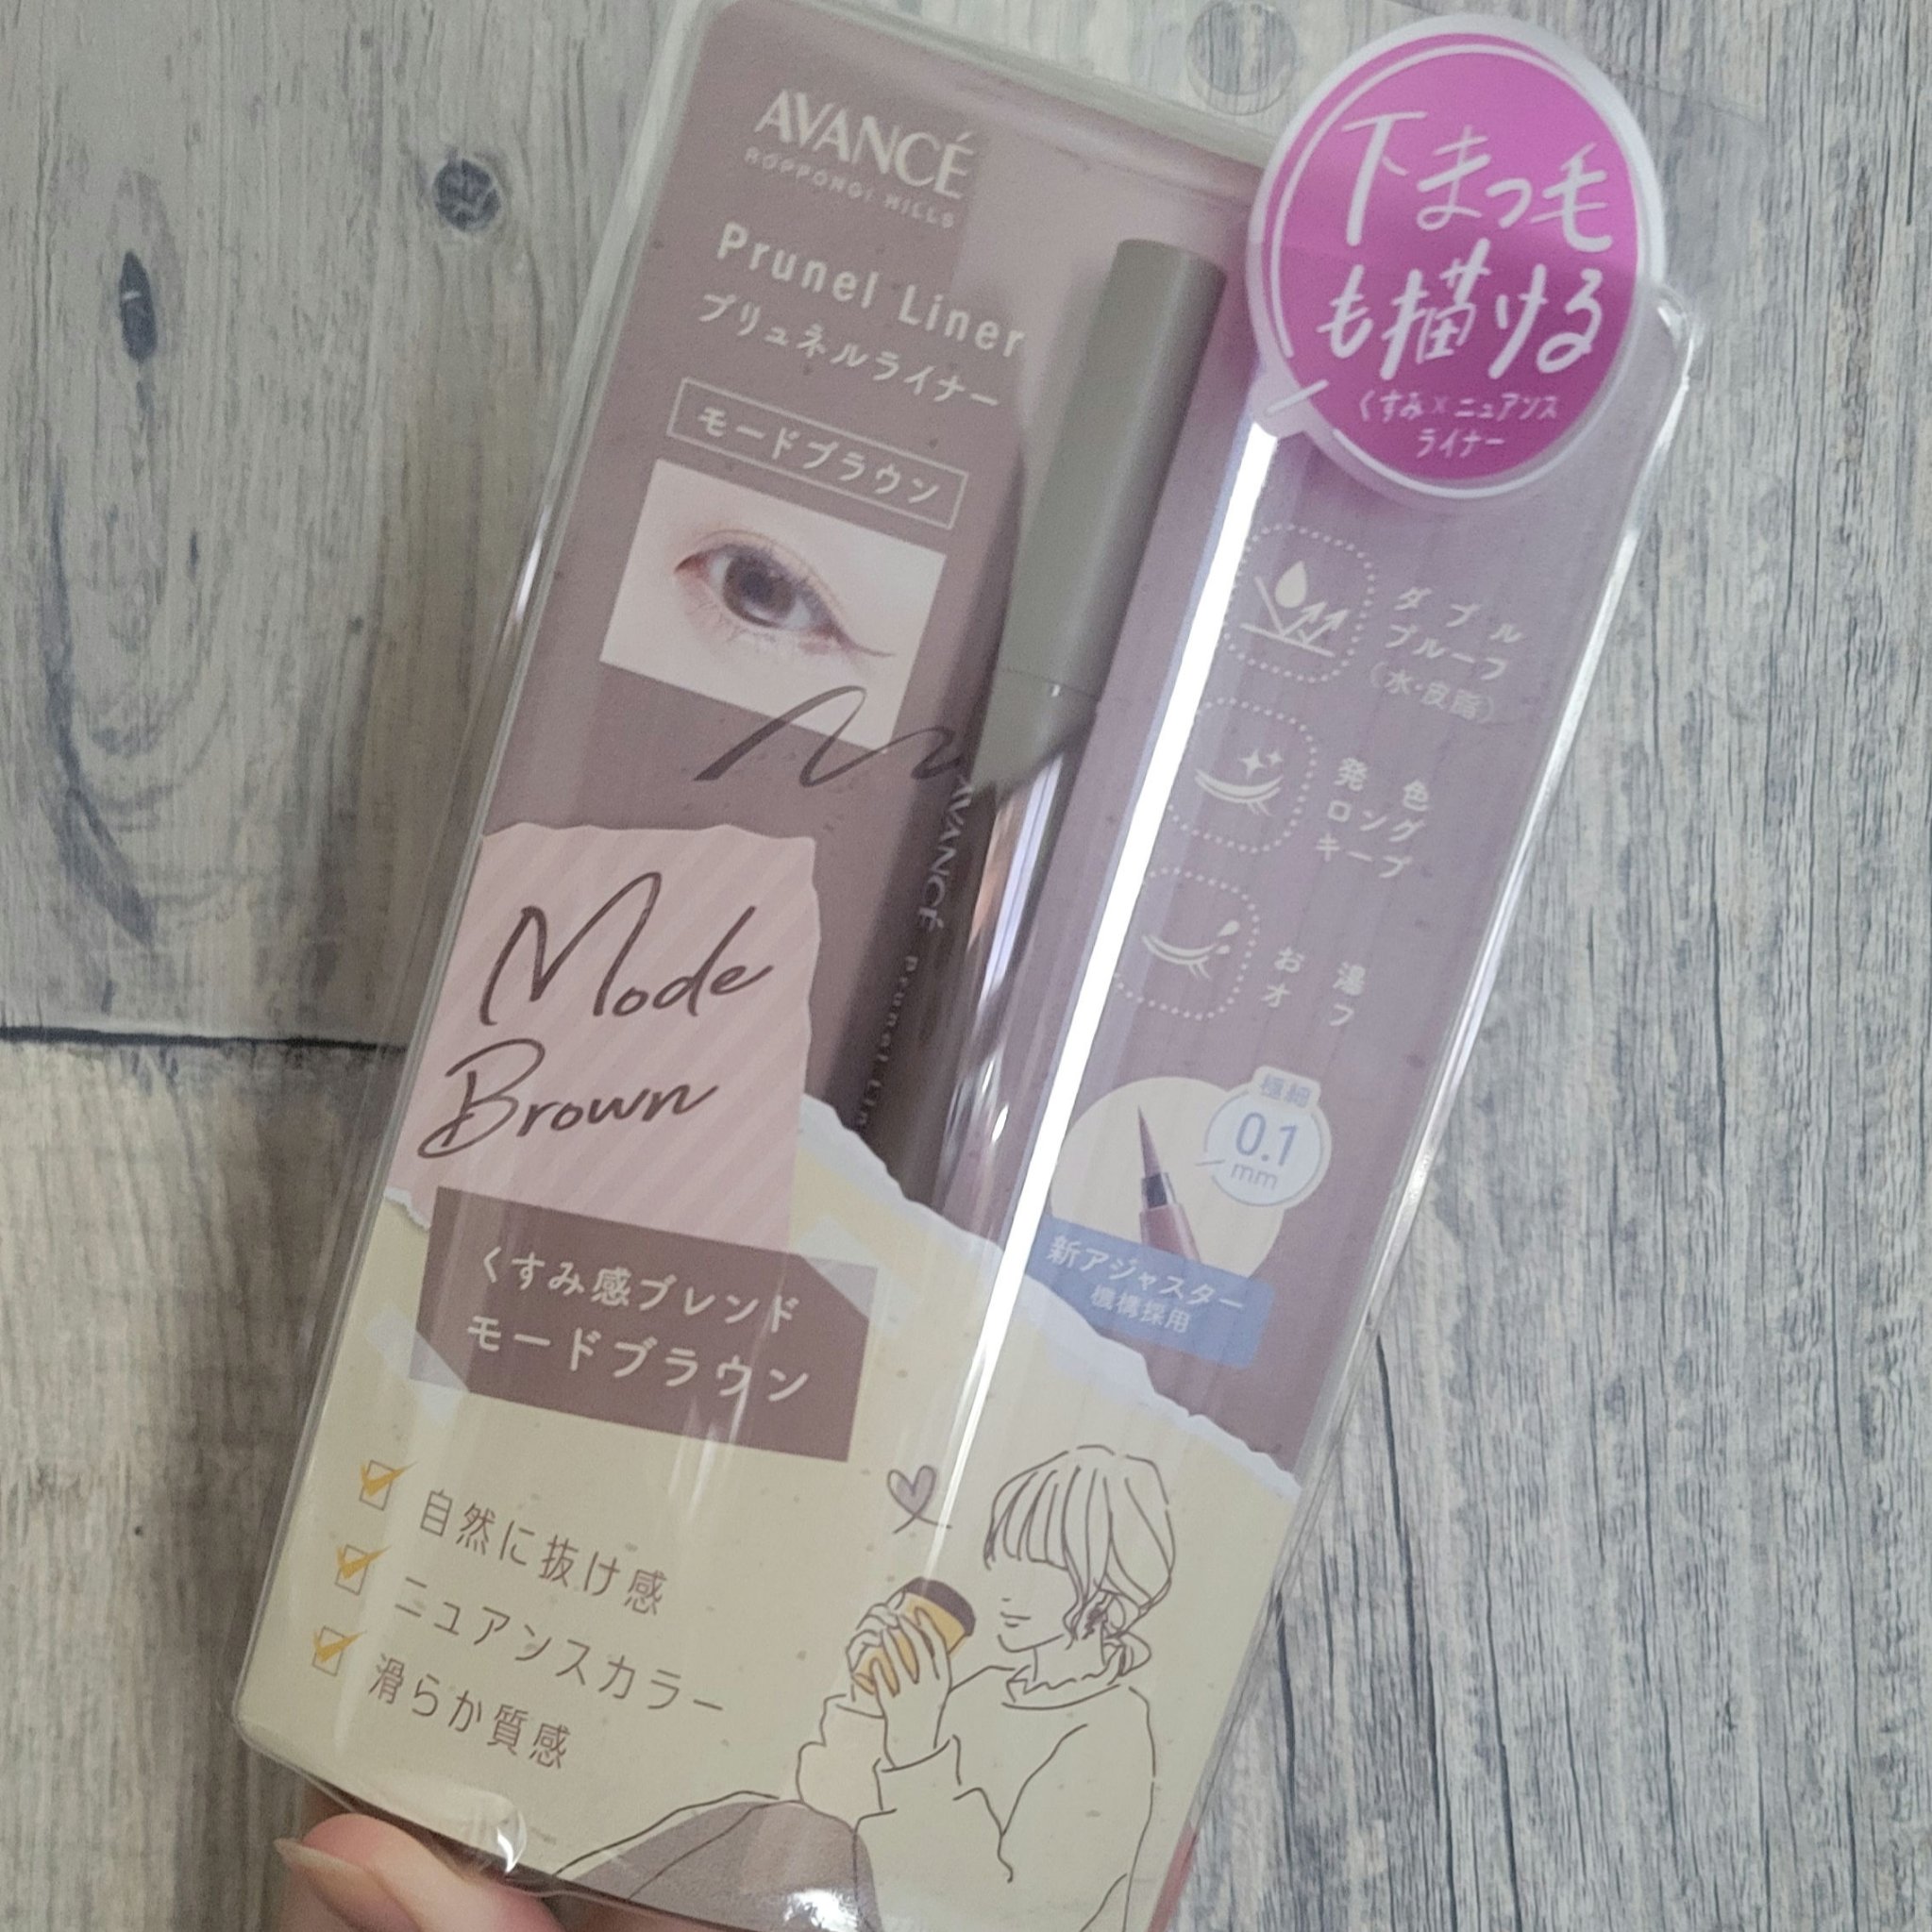 AVANCÉ
ROPPONGI HILLS
Prunel Liner
ブリュネルライナー
モードブラウン
下まつ毛
も描ける
くすみ×ニュアンス
ライナー
ダブル
プルーフ
(水・皮脂)
発色
ロング
キープ
お湯
オフ
極細
0.1
mm
新アジャスター
機構採用
AVANCÉ Prunel Lin
Mode
Brown
くすみ感ブレンド
モードブラウン
自然に抜け感
ニュアンスカラー
滑らか質感